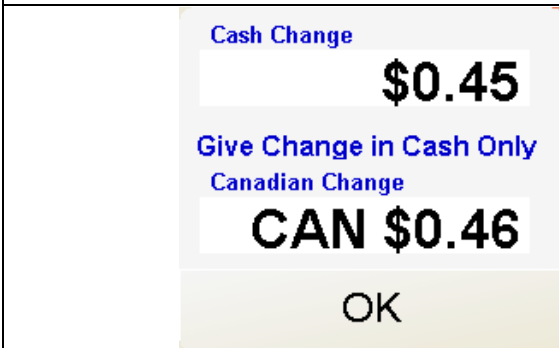 Cash Change
$0.45
Give Change in Cash Only
Canadian Change
CAN $0.46
OK